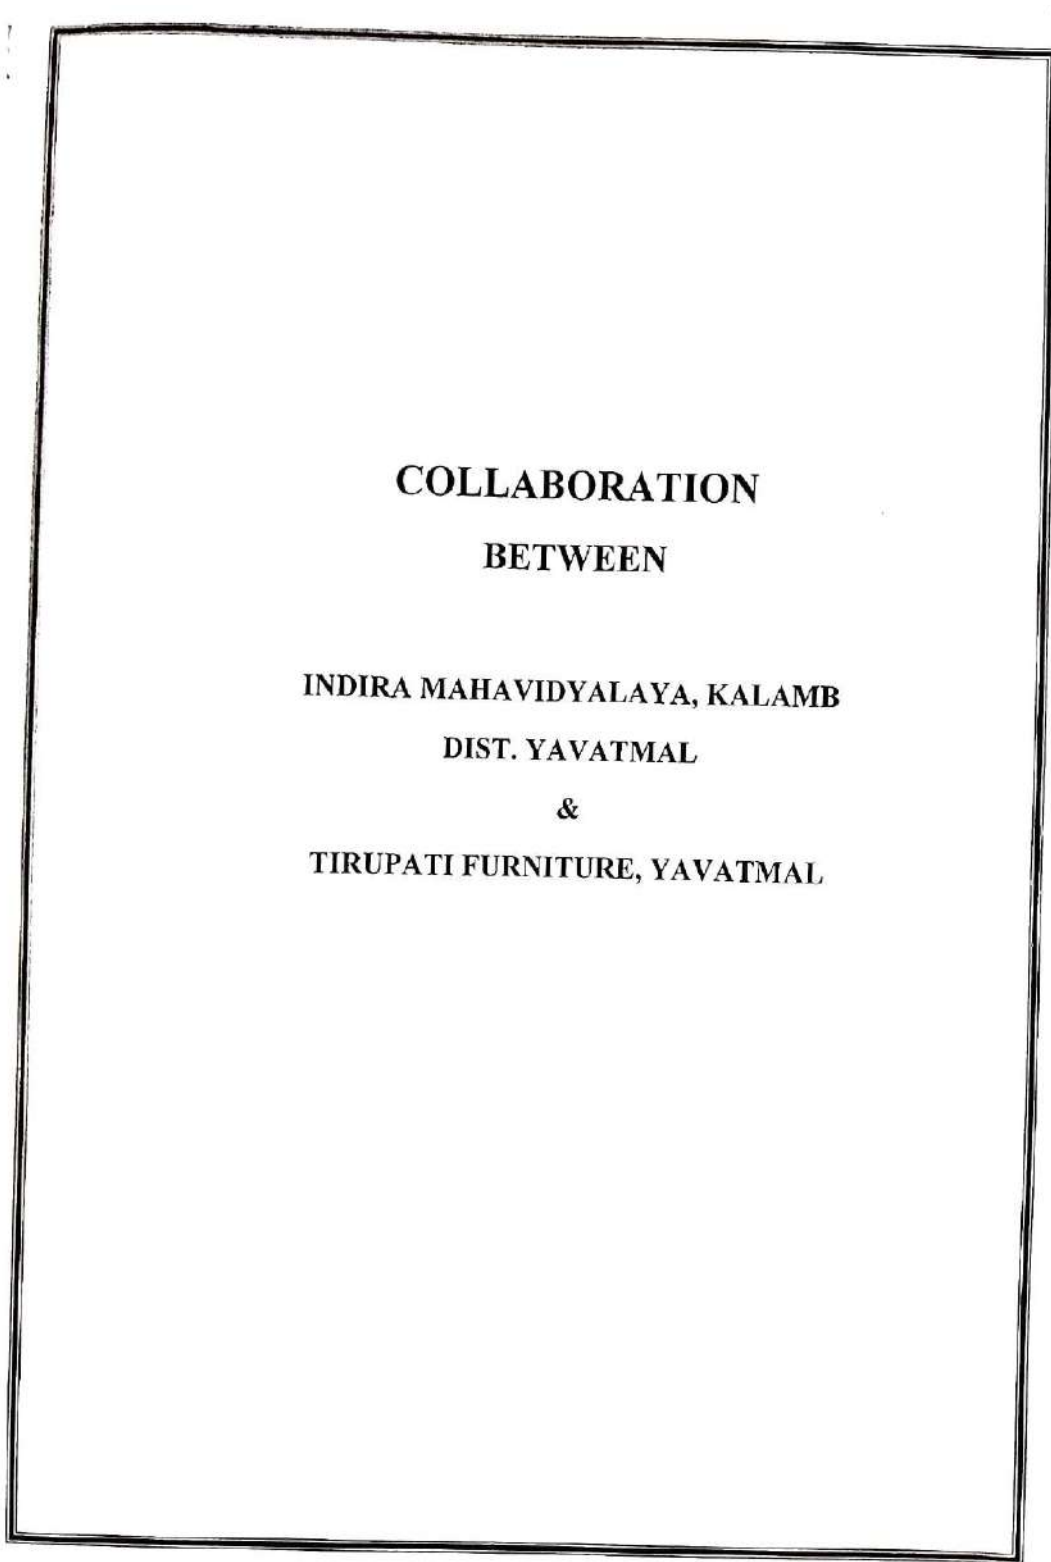 COLLABORATION
BETWEEN
INDIRA MAHAVIDYALAYA, KALAMB
DIST. YAVATMAL
&
TIRUPATI FURNITURE, YAVATMAL